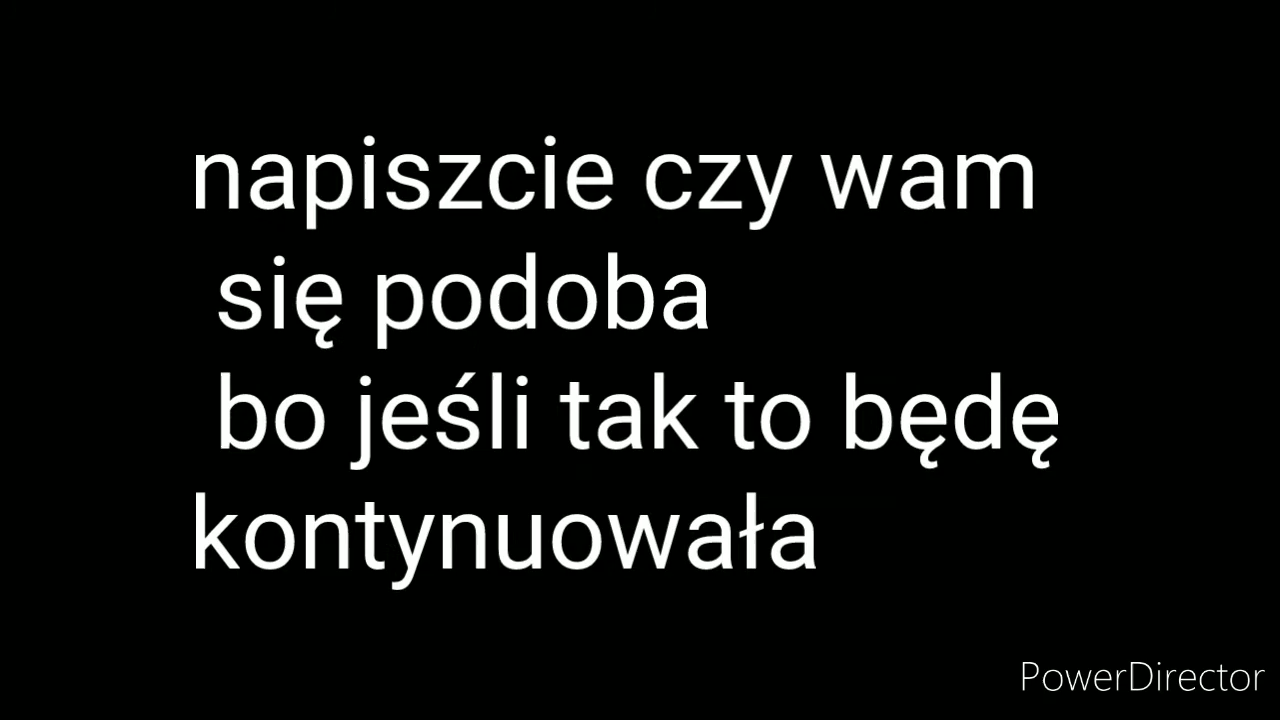 napiszcie czy wam
się podoba
bo jeśli tak to będę
kontynuowała
PowerDirector